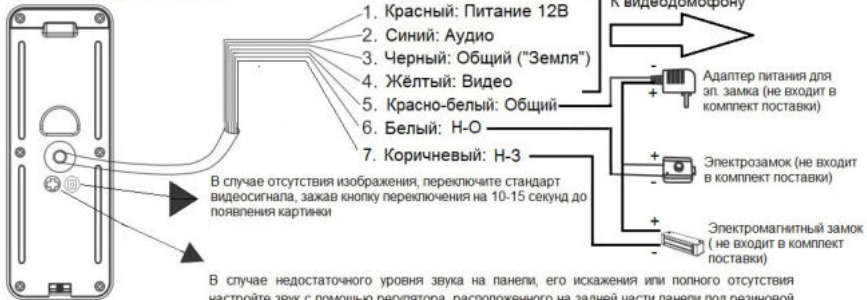 К видеодомофону
1. Красный: Питание 12В
2. Синий: Аудио
3. Черный: Общий ("Земля")
4. Жёлтый: Видео
5. Красно-белый: Общий
6. Белый: Н-О
7. Коричневый: Н-З
-
+
Адаптер питания для
эл. замка (не входит в
комплект поставки)
+
-
Электрозамок (не входит
в комплект поставки)
+
-
Электромагнитный замок
( не входит в комплект
поставки)
В случае отсутствия изображения, переключите стандарт
видеосигнала, зажав кнопку переключения на 10-15 секунд до
появления картинки
В случае недостаточного уровня звука на панели, его искажения или полного отсутствия
настройте звук с помощью регулятора, расположенного на задней части панели под резиновой